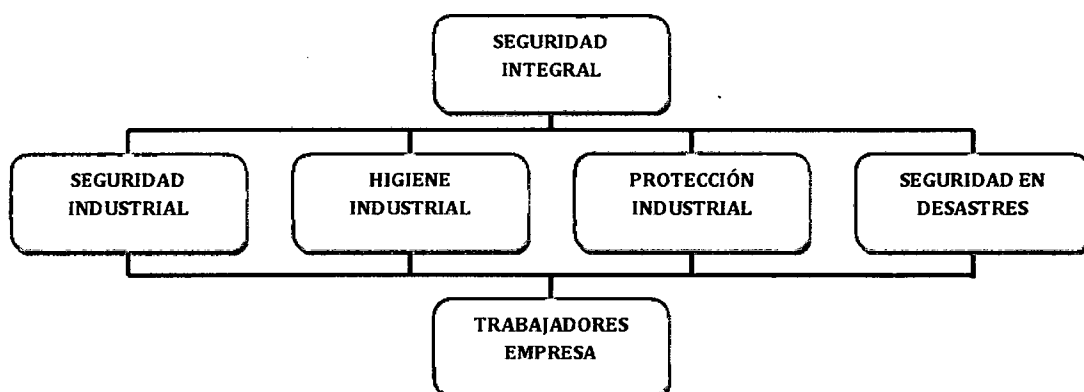 SEGURIDAD
INTEGRAL
SEGURIDAD
INDUSTRIAL
HIGIENE
INDUSTRIAL
PROTECCIÓN
INDUSTRIAL
SEGURIDAD EN
DESASTRES
TRABAJADORES
EMPRESA